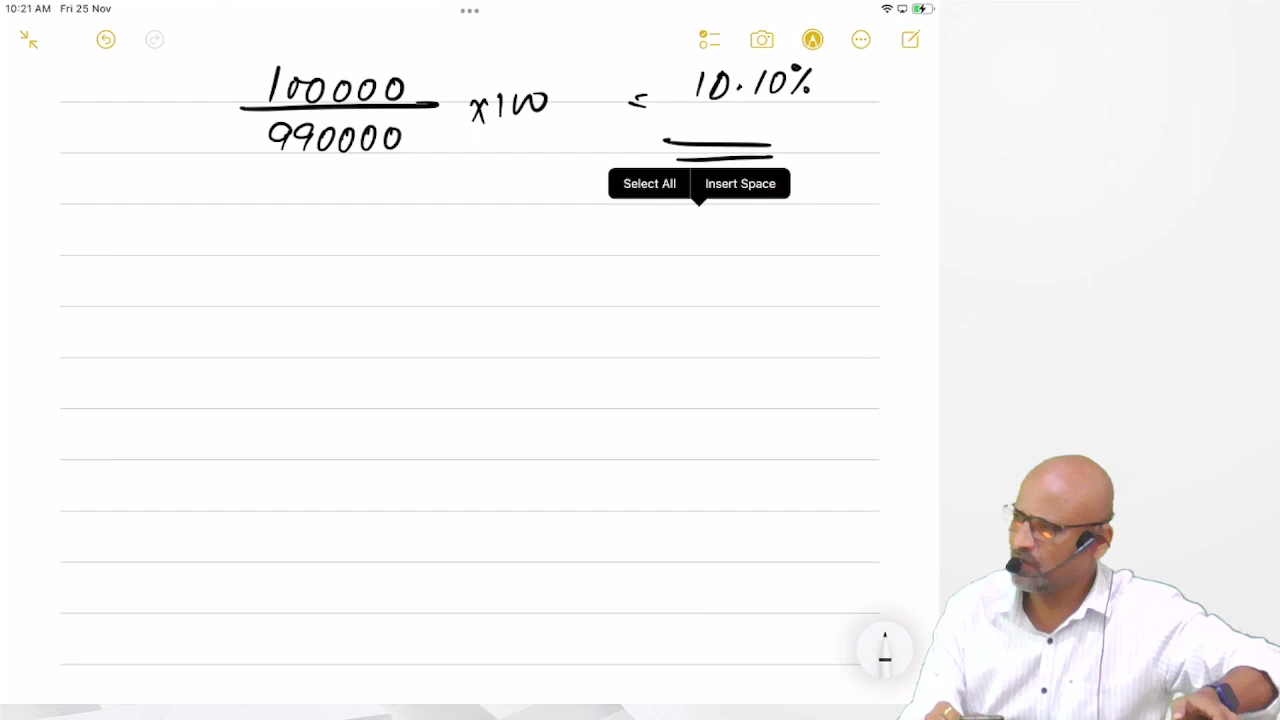 10:21 AM Fri 25 Nov
100000
990000
x100
= 10.10%
Select All
Insert Space